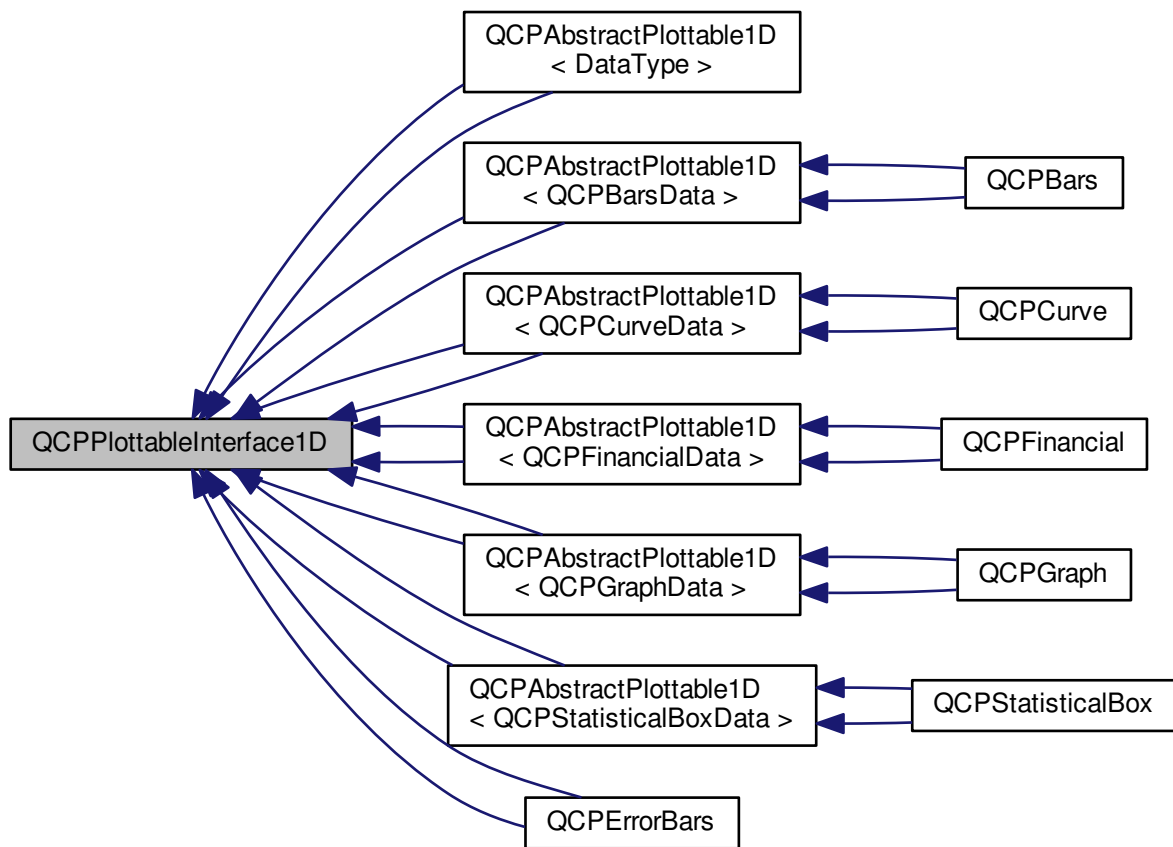 QCPAbstractPlottable1D
< DataType >
QCPAbstractPlottable1D
< QCPBarsData >
QCPBars
QCPAbstractPlottable1D
< QCPCurveData >
QCPCurve
QCPPlottableInterface1D
QCPAbstractPlottable1D
< QCPFinancialData >
QCPFinancial
QCPAbstractPlottable1D
< QCPGraphData >
QCPGraph
QCPAbstractPlottable1D
< QCPStatisticalBoxData >
QCPStatisticalBox
QCPErrorBars